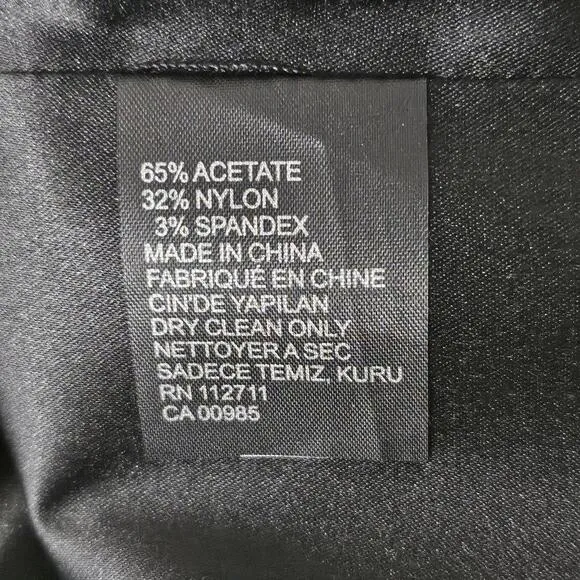 65% ACETATE
32% NYLON
3% SPANDEX
MADE IN CHINA
FABRIQUÉ EN CHINE
CIN'DE YAPILAN
DRY CLEAN ONLY
NETTOYER A SEC
SADECE TEMIZ, KURU
RN 112711
CA 00985